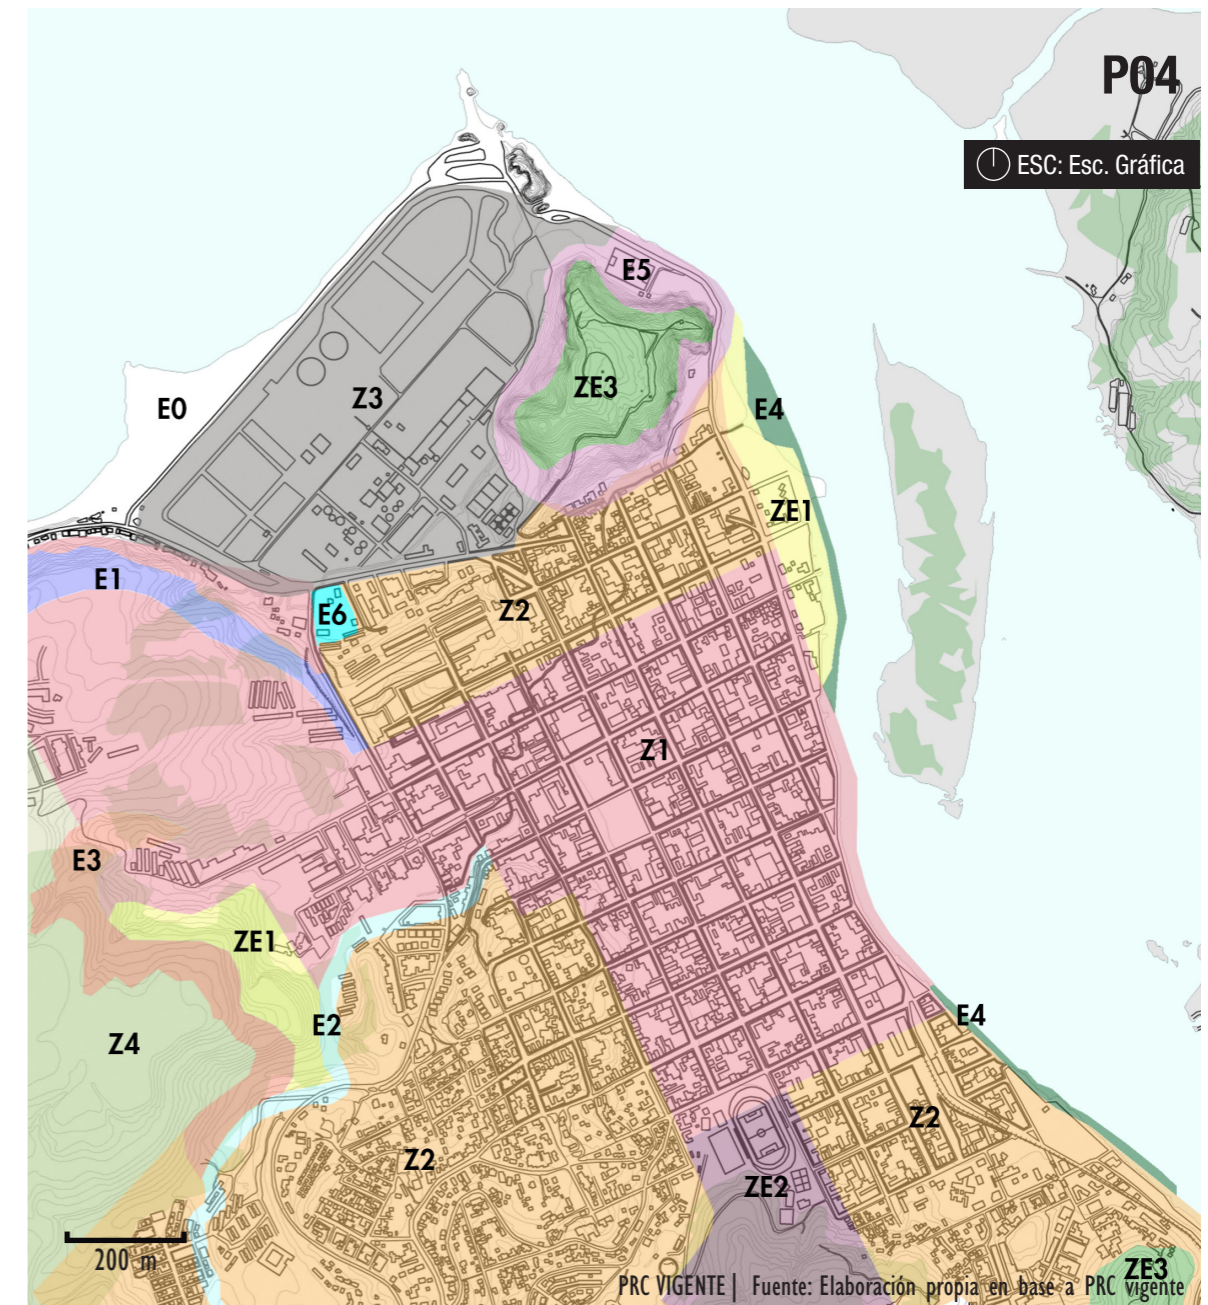 P04
ESC: Esc. Gráfica
E5
ZE3
Z3
E0
E4
ZE1
E1
E6
Z2
Z1
E3
ZE1
E2
Z4
E4
Z2
Z2
ZE2
200 m
ZE3
PRC VIGENTE | Fuente: Elaboración propia en base a PRC vigente